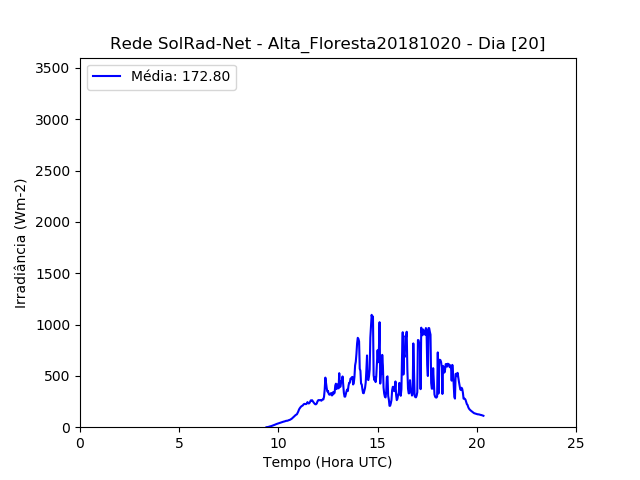 Rede SolRad-Net - Alta_Floresta20181020 - Dia [20]
Média: 172.80
3500
3000
2500
2000
1500
1000
500
0
Irradiância (Wm-2)
0 5 10 15 20 25
Tempo (Hora UTC)